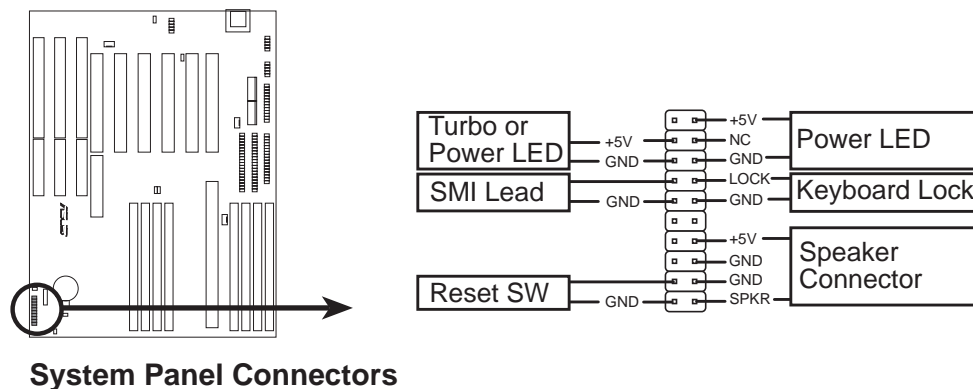 Turbo or
Power LED
+5V
GND
SMI Lead
GND
Reset SW
GND
+5V
NC
GND
LOCK
GND
+5V
GND
GND
SPKR
Power LED
Keyboard Lock
Speaker
Connector
System Panel Connectors